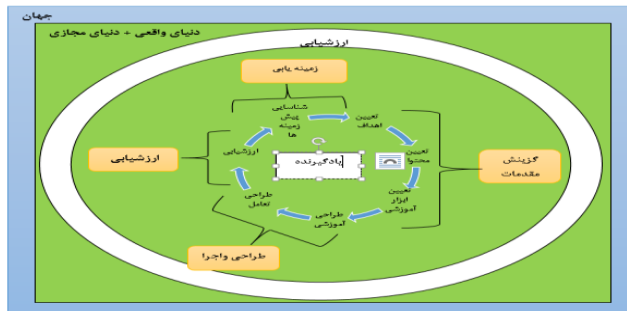 جهان
دنیای واقعی + دنیای مجازی
ارزشیابی
زمینه یابی
شناسایی
پیش
زمینه
ها
تعیین
اهداف
تعیین
محتوا
گزینش
مقدمات
تعیین
ابزار
آموزشی
طراحی
آموزشی
طراحی
تعامل
طراحی واجرا
ارزشیابی
ارزشیابی
یادگیرنده